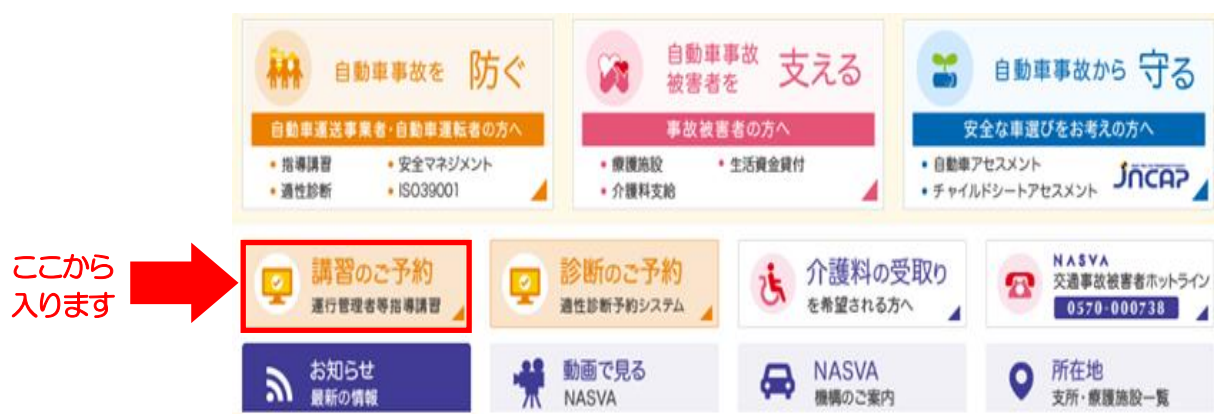 自動車事故を 防ぐ
自動車運送事業者・自動車運転者の方へ
・指導講習 ・安全マネジメント
・適性診断 ・ISO39001
自動車事故
被害者を 支える
事故被害者の方へ
・療護施設 ・生活資金貸付
・介護料支給
自動車事故から 守る
安全な車選びをお考えの方へ
・自動車アセスメント
・チャイルドシートアセスメント
JNCAP
ここから
入ります
講習のご予約
運行管理者等指導講習
診断のご予約
適性診断予約システム
介護料の受取り
を希望される方へ
NASVA
交通事故被害者ホットライン
0570-000738
お知らせ
最新の情報
動画で見る
NASVA
NASVA
機構のご案内
所在地
支所・療護施設一覧